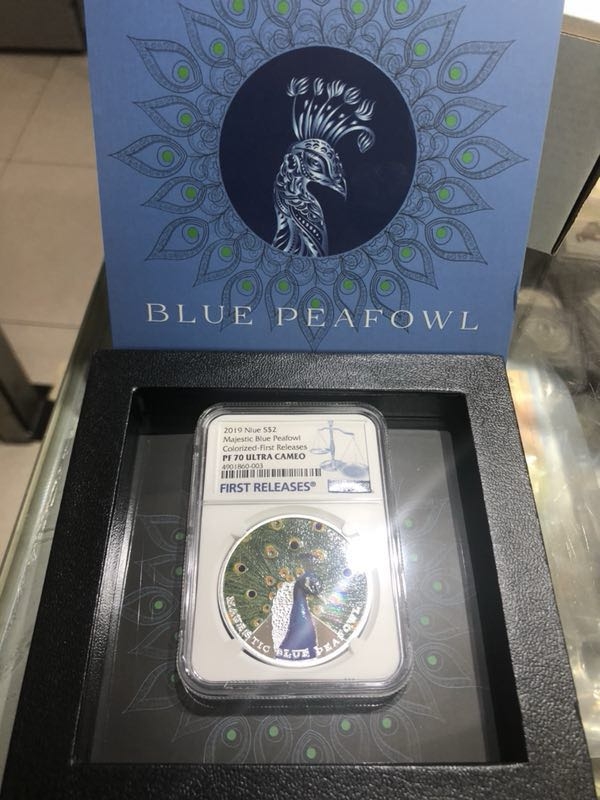 BLUE PEAFOWL
2019 Niue S$2
Majestic Blue Peafowl
Colorized-First Releases
PF 70 ULTRA CAMEO
4901860-003
FIRST RELEASES®
MAJESTIC BLUE PEAFOWL